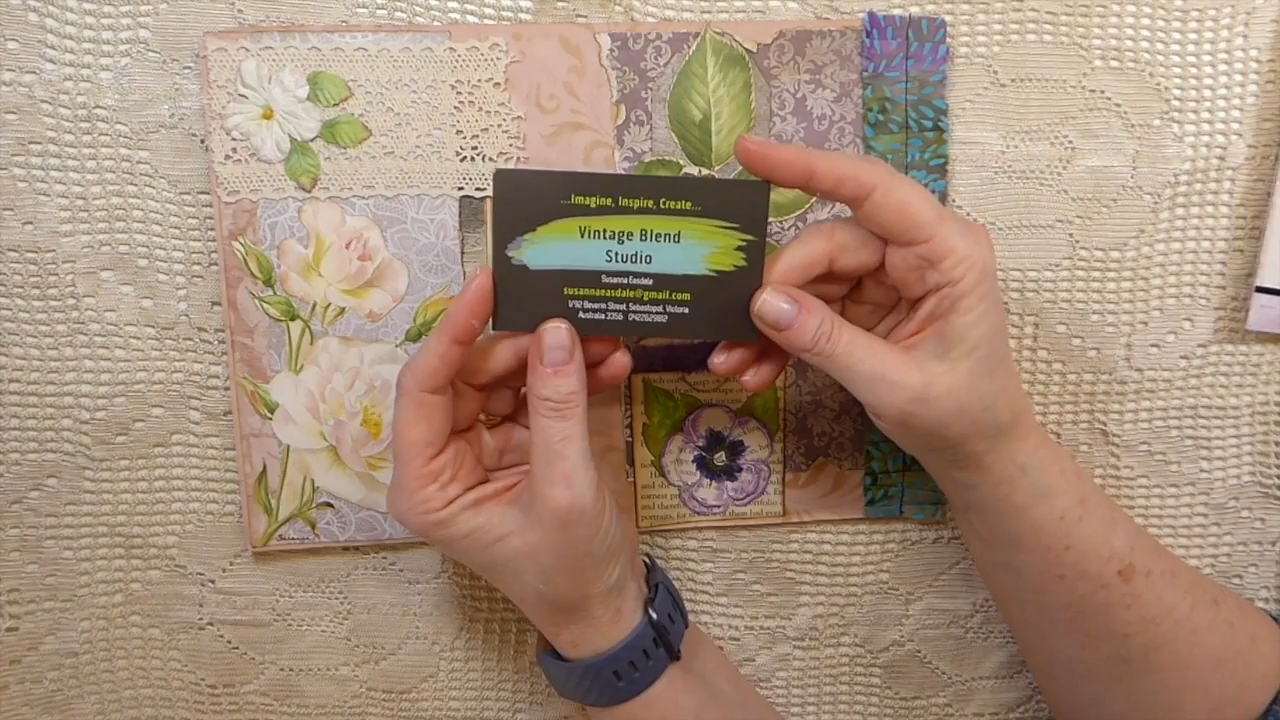 ...Imagine, Inspire, Create...
Vintage Blend
Studio
Susanna Easdale
susannaeasdale@gmail.com
1/92 Beverin Street, Sebastopol, Victoria
Australia 3356 0422629812